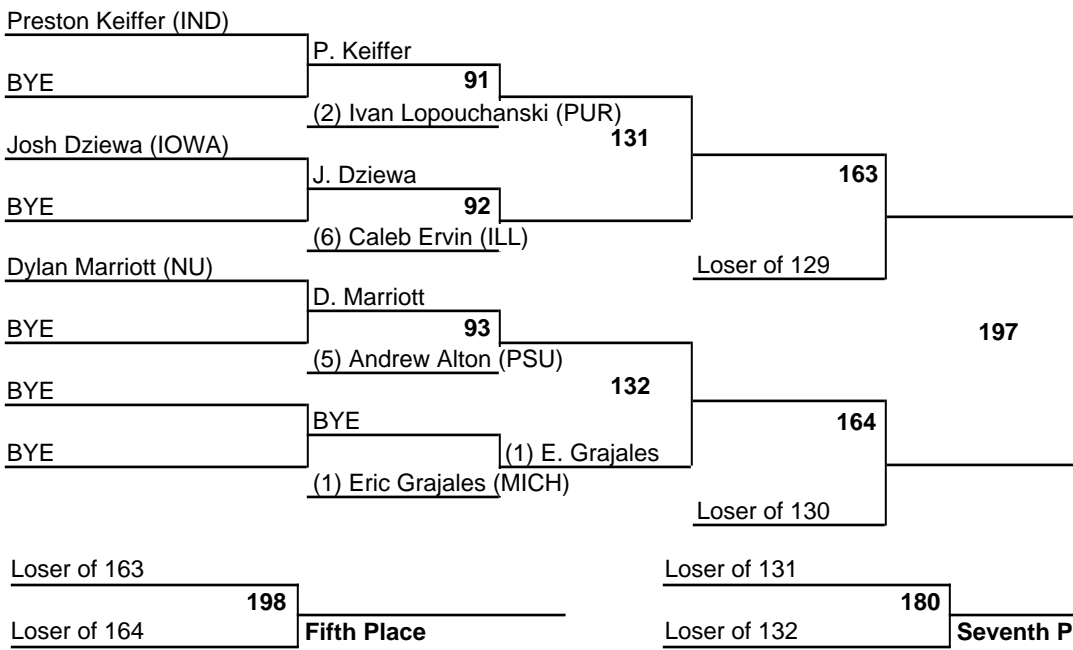 Preston Keiffer (IND)
P. Keiffer
BYE
91
(2) Ivan Lopouchanski (PUR)
131
Josh Dziewa (IOWA)
J. Dziewa
163
BYE
92
(6) Caleb Ervin (ILL)
Loser of 129
Dylan Marriott (NU)
D. Marriott
BYE
93
197
(5) Andrew Alton (PSU)
132
BYE
BYE
164
BYE
(1) E. Grajales
(1) Eric Grajales (MICH)
Loser of 130
Loser of 163
198
Loser of 164
Fifth Place
Loser of 131
180
Loser of 132
Seventh P